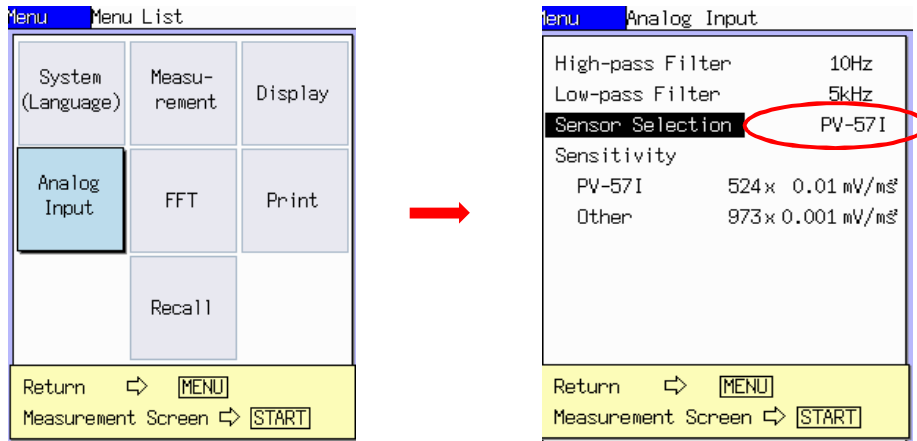 Menu Menu List
System
(Language)
Measu-
rement
Display
Analog
Input
FFT
Print
Recall
Return ⇨ MENU
Measurement Screen ⇨ START
Menu Analog Input
High-pass Filter 10Hz
Low-pass Filter 5kHz
Sensor Selection PV-57I
Sensitivity
PV-57I 524x 0.01 mV/ms²
Other 973x 0.001 mV/ms²
Return ⇨ MENU
Measurement Screen ⇨ START